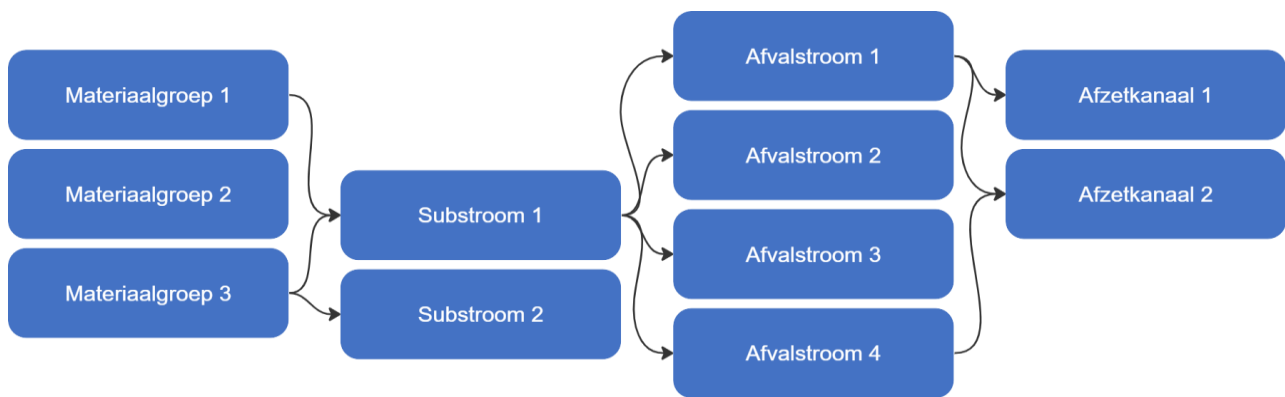 Materiaalgroep 1
Materiaalgroep 2
Materiaalgroep 3
Substroom 1
Substroom 2
Afvalstroom 1
Afvalstroom 2
Afvalstroom 3
Afvalstroom 4
Afzetkanaal 1
Afzetkanaal 2